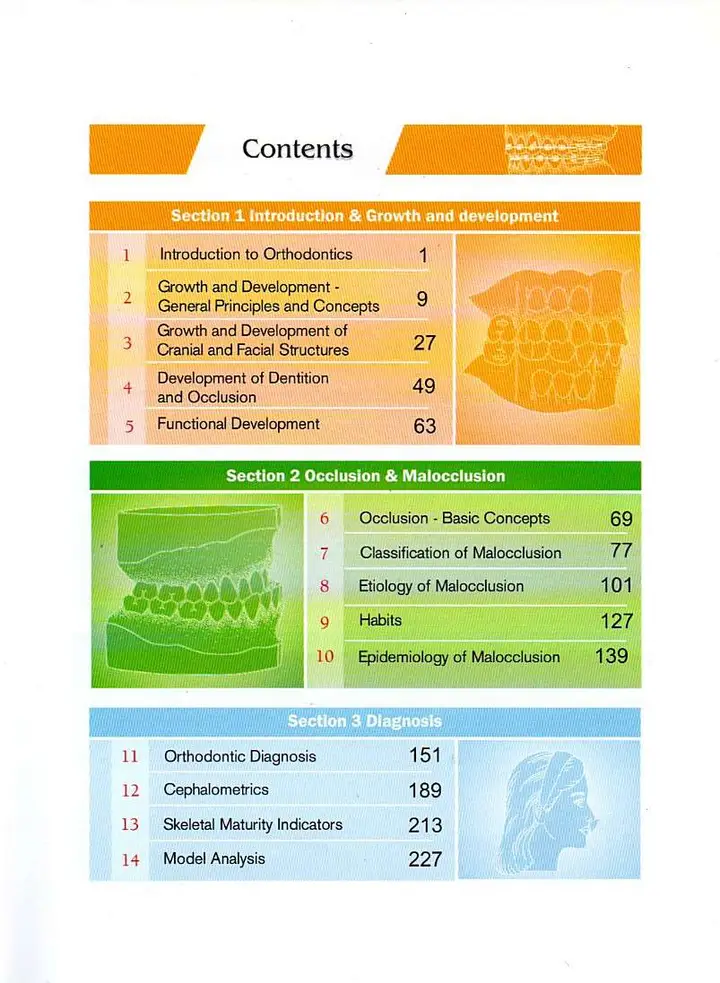 Contents
Section 1 Introduction & Growth and development
1 Introduction to Orthodontics 1
2 Growth and Development -
General Principles and Concepts 9
3 Growth and Development of
Cranial and Facial Structures 27
4 Development of Dentition
and Occlusion 49
5 Functional Development 63
Section 2 Occlusion & Malocclusion
6 Occlusion - Basic Concepts 69
7 Classification of Malocclusion 77
8 Etiology of Malocclusion 101
9 Habits 127
10 Epidemiology of Malocclusion 139
Section 3 Diagnosis
11 Orthodontic Diagnosis 151
12 Cephalometrics 189
13 Skeletal Maturity Indicators 213
14 Model Analysis 227